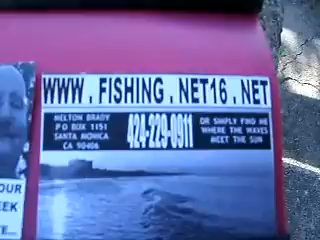 WWW.FISHING.NET16.NET
MELTON BRADY
P O BOX 1151
SANTA MONICA
CA 90406
424-229-0911
OR SIMPLY FIND ME
WHERE THE WAVES
MEET THE SUN
OUR
EEK